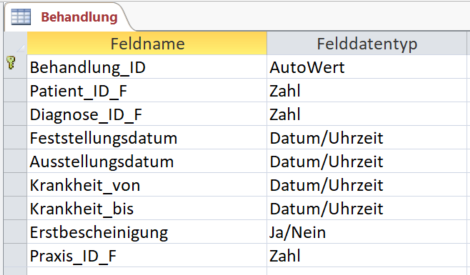 Behandlung
Feldname Felddatentyp
Behandlung_ID AutoWert
Patient_ID_F Zahl
Diagnose_ID_F Zahl
Feststellungsdatum Datum/Uhrzeit
Ausstellungsdatum Datum/Uhrzeit
Krankheit_von Datum/Uhrzeit
Krankheit_bis Datum/Uhrzeit
Erstbescheinigung Ja/Nein
Praxis_ID_F Zahl